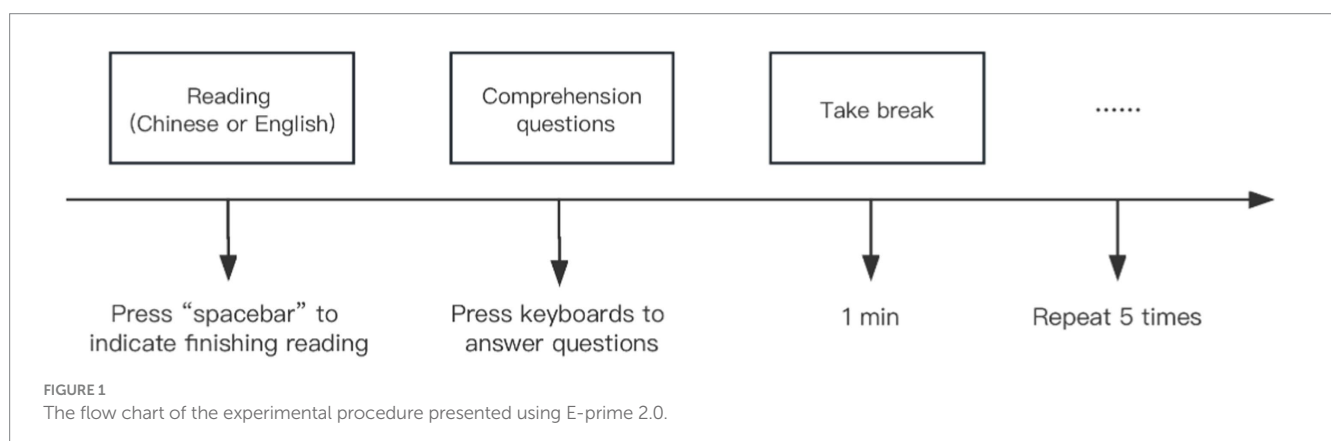 Reading
(Chinese or English)
Comprehension
questions
Take break
......
Press “spacebar” to
indicate finishing reading
Press keyboards to
answer questions
1 min
Repeat 5 times
FIGURE 1
The flow chart of the experimental procedure presented using E-prime 2.0.